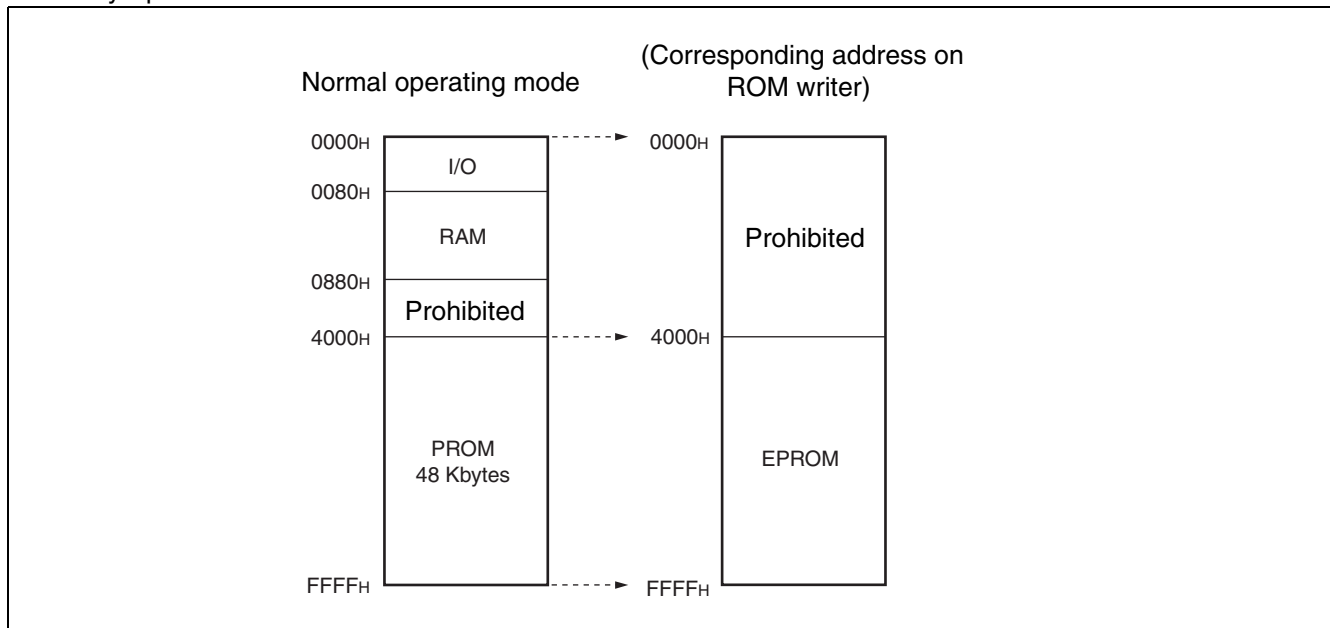 Normal operating mode
(Corresponding address on
ROM writer)
0000H
I/O
0080H
RAM
0880H
Prohibited
4000H
PROM
48 Kbytes
FFFFH
0000H
Prohibited
4000H
EPROM
FFFFH